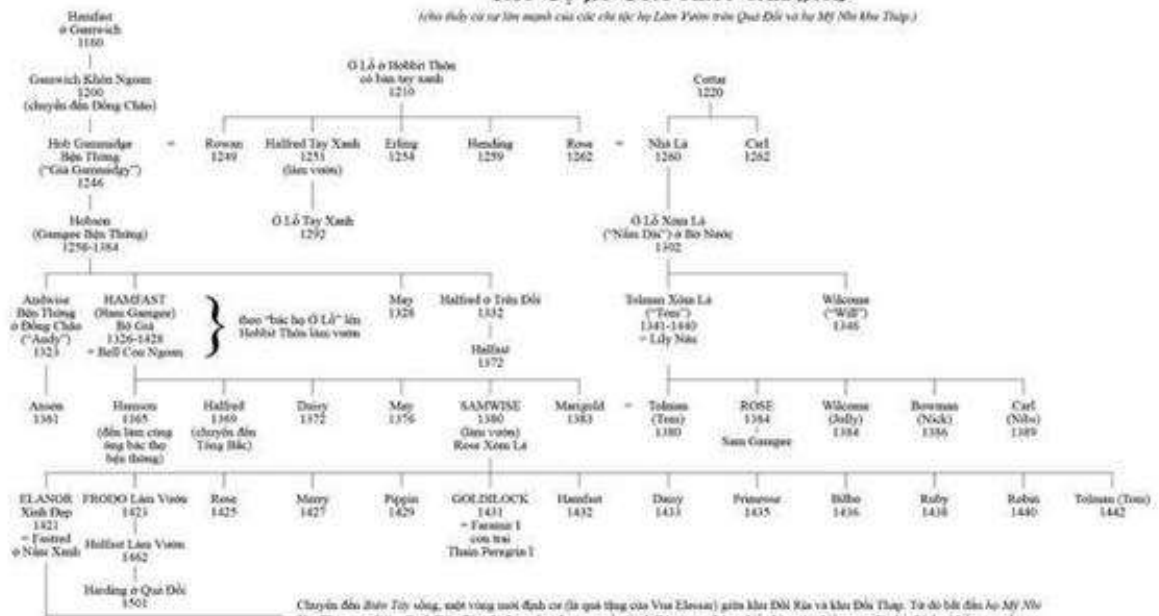 Hamfast
ở Gamwich
1160
(cho thấy cả sự lớn mạnh của các chi tộc họ Làm Vườn trên Quả Đồi và họ Mỹ Nhi khu Tháp.)
Gamwich Khôn Ngoan
1200
(chuyển đến Đồng Chão)
Ổ Lỗ ở Hobbit Thôn
có bàn tay xanh
1210
Cottar
1220
Hob Gammidge
Bện Thừng
("Già Gammidgy")
1246
=
Rowan
1249
Halfred Tay Xanh
1251
(làm vườn)
Erling
1254
Hending
1259
Rose
1262
=
Nhà Lá
1260
Carl
1262
Hobson
(Gamgee Bện Thừng)
1256-1384
Ổ Lỗ Tay Xanh
1292
Ổ Lỗ Xóm Lá
1302
Andwise
Bện Thừng
ở Đồng Chão
("Andy")
1323
HAMFAST
(Ham Gamgee)
Bố Già
1326-1428
= Bell Con Ngoan
theo "bác họ Ổ Lỗ" lên
Hobbit Thôn làm vườn
May
1328
Halfred ở Trên Đồi
1332
Halfast
1372
Tolman Xóm Lá
("Tom")
1341-1440
= Lily Nâu
Wilcome
("Will")
1346
Anson
1361
Hamson
1365
(đến làm cùng
ông bác thợ
bện thừng)
Halfred
1369
(chuyển đến
Tổng Bắc)
Daisy
1372
May
1376
SAMWISE
1380
(làm vườn)
Rose Xóm Lá
Marigold
1383
=
Tolman
(Tom)
1380
ROSE
1384
Sam Gamgee
Wilcome
(Jolly)
1384
Bowman
(Nick)
1386
Carl
(Nibs)
1389
ELANOR
Xinh Đẹp
1421
= Fastred
ở Nấm Xanh
FRODO Làm Vườn
1423
Holfast Làm Vườn
1462
Harding ở Quả Đồi
1501
Rose
1425
Merry
1427
Pippin
1429
GOLDILOCK
1431
= Faramir I
con trai
Thain Peregrin I
Hamfast
1432
Daisy
1433
Primrose
1435
Bilbo
1436
Ruby
1438
Robin
1440
Tolman (Tom)
1442
Chuyển đến Biên Tây sống, một vùng mới định cư (là quà tặng của Vua Elessar) giữa khu Đồi Rìa và khu Đồi Tháp. Từ đó bắt đầu họ Mỹ Nhi